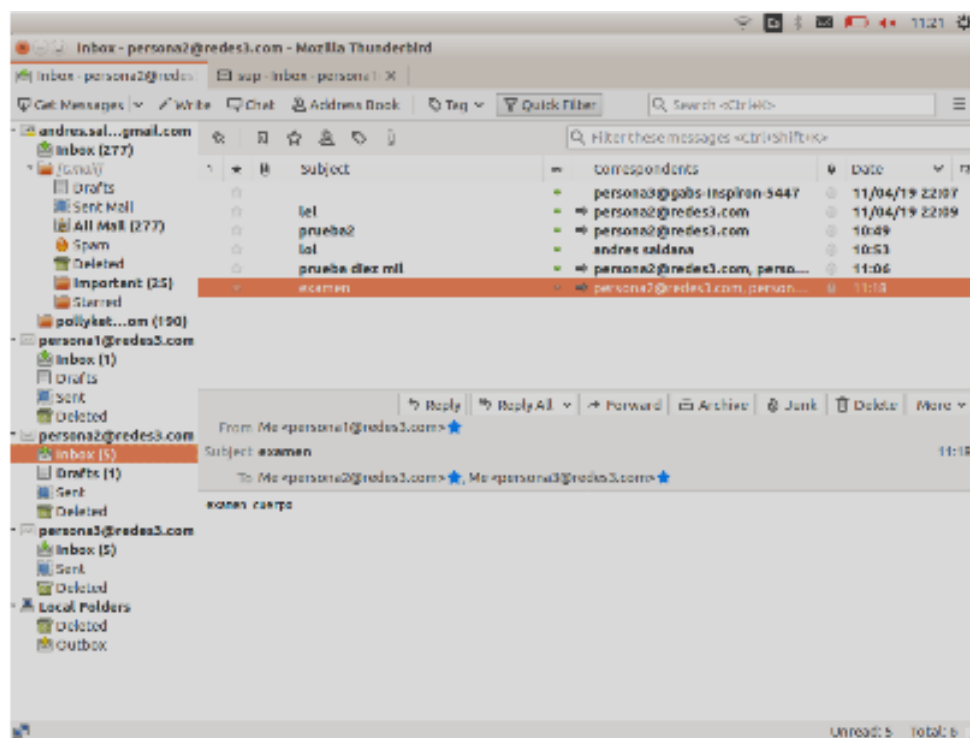 11:21
Inbox - persona2@redes3.com - Mozilla Thunderbird
Inbox - persona2@redes: sup - Inbox - persona1:
Get Messages Write Chat Address Book Tag Quick Filter Search <Ctrl+K>
andres.sal...gmail.com
Inbox (277)
[Gmail]
Drafts
Sent Mail
All Mail (277)
Spam
Deleted
Important (25)
Starred
pollyket...om (190)
persona1@redes3.com
Inbox (1)
Drafts
Sent
Deleted
persona2@redes3.com
Inbox (5)
Drafts (1)
Sent
Deleted
persona3@redes3.com
Inbox (5)
Sent
Deleted
Local Folders
Deleted
Outbox
Filter these messages <Ctrl+Shift+K>
Subject Correspondents Date
persona3@gabs-Inspiron-5447 11/04/19 22:07
lel persona2@redes3.com 11/04/19 22:09
prueba2 persona2@redes3.com 10:49
lol andres saldana 10:53
prueba diez mil persona2@redes3.com, perso... 11:06
examen persona2@redes3.com, person... 11:18
Reply Reply All Forward Archive Junk Delete More
From Me <persona1@redes3.com>
Subject examen 11:18
To Me <persona2@redes3.com>, Me <persona3@redes3.com>
examen cuerpo
Unread: 5 Total: 6